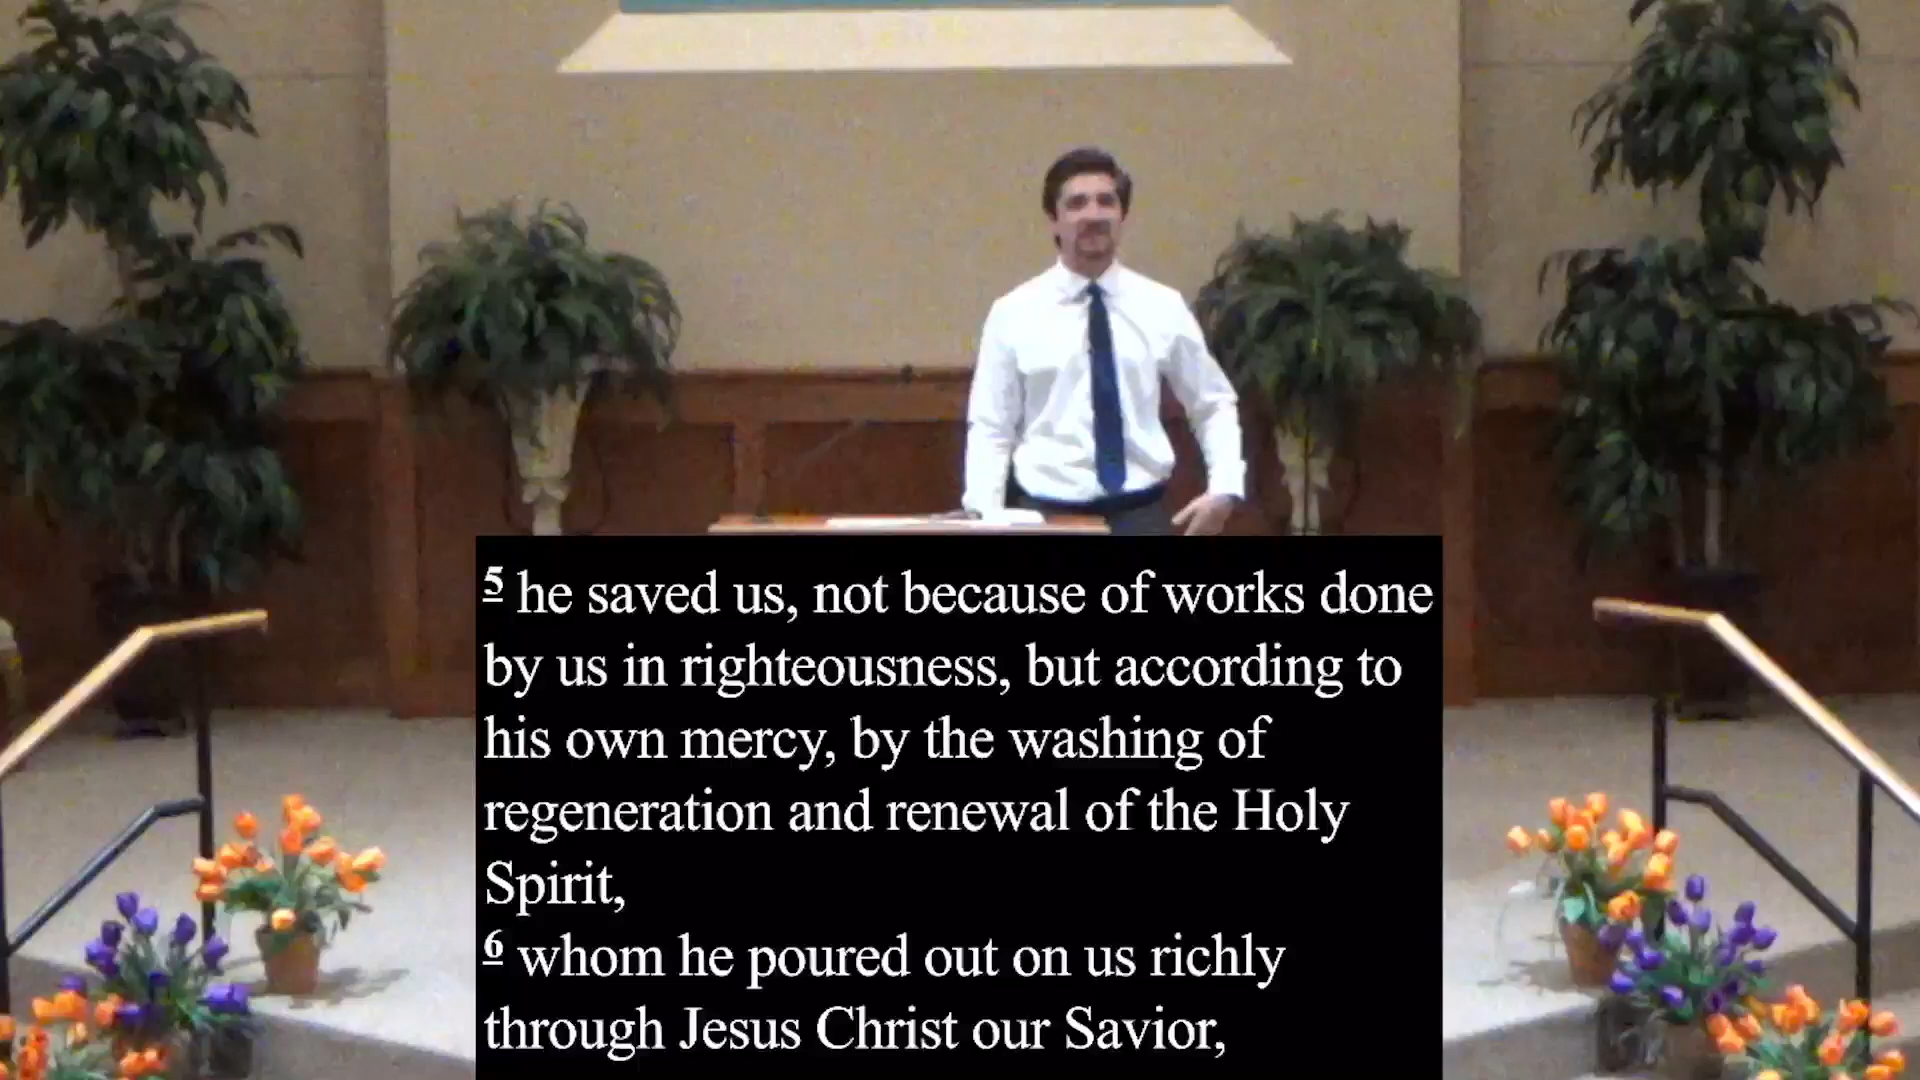 5 he saved us, not because of works done
by us in righteousness, but according to
his own mercy, by the washing of
regeneration and renewal of the Holy
Spirit,
6 whom he poured out on us richly
through Jesus Christ our Savior,